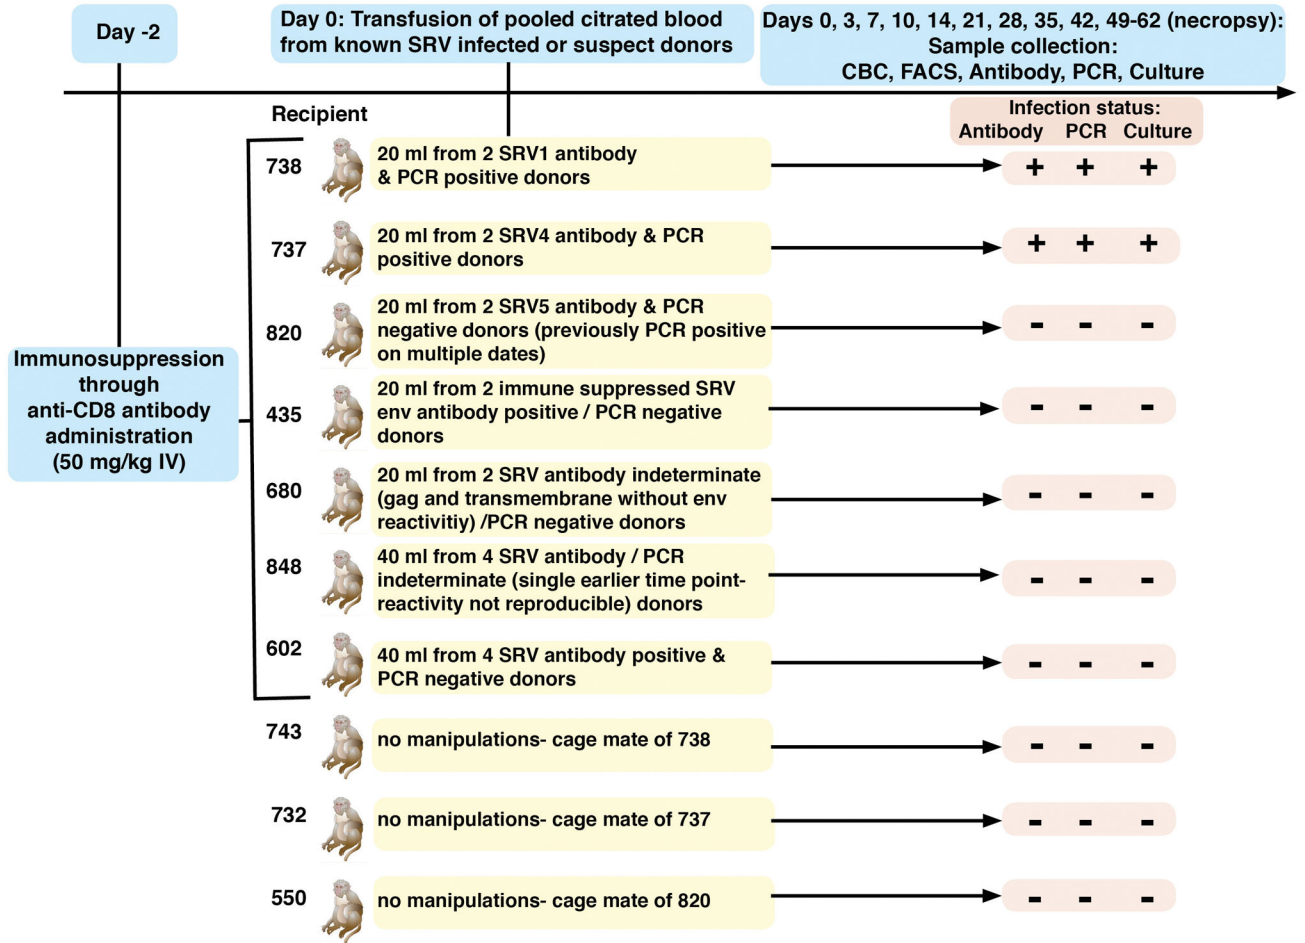 Day -2
Day 0: Transfusion of pooled citrated blood
from known SRV infected or suspect donors
Days 0, 3, 7, 10, 14, 21, 28, 35, 42, 49-62 (necropsy):
Sample collection:
CBC, FACS, Antibody, PCR, Culture
Recipient
Infection status:
Antibody PCR Culture
Immunosuppression
through
anti-CD8 antibody
administration
(50 mg/kg IV)
738
20 ml from 2 SRV1 antibody
& PCR positive donors
+ + +
737
20 ml from 2 SRV4 antibody & PCR
positive donors
+ + +
820
20 ml from 2 SRV5 antibody & PCR
negative donors (previously PCR positive
on multiple dates)
- - -
435
20 ml from 2 immune suppressed SRV
env antibody positive / PCR negative
donors
- - -
680
20 ml from 2 SRV antibody indeterminate
(gag and transmembrane without env
reactivitiy) /PCR negative donors
- - -
848
40 ml from 4 SRV antibody / PCR
indeterminate (single earlier time point-
reactivity not reproducible) donors
- - -
602
40 ml from 4 SRV antibody positive &
PCR negative donors
- - -
743
no manipulations- cage mate of 738
- - -
732
no manipulations- cage mate of 737
- - -
550
no manipulations- cage mate of 820
- - -